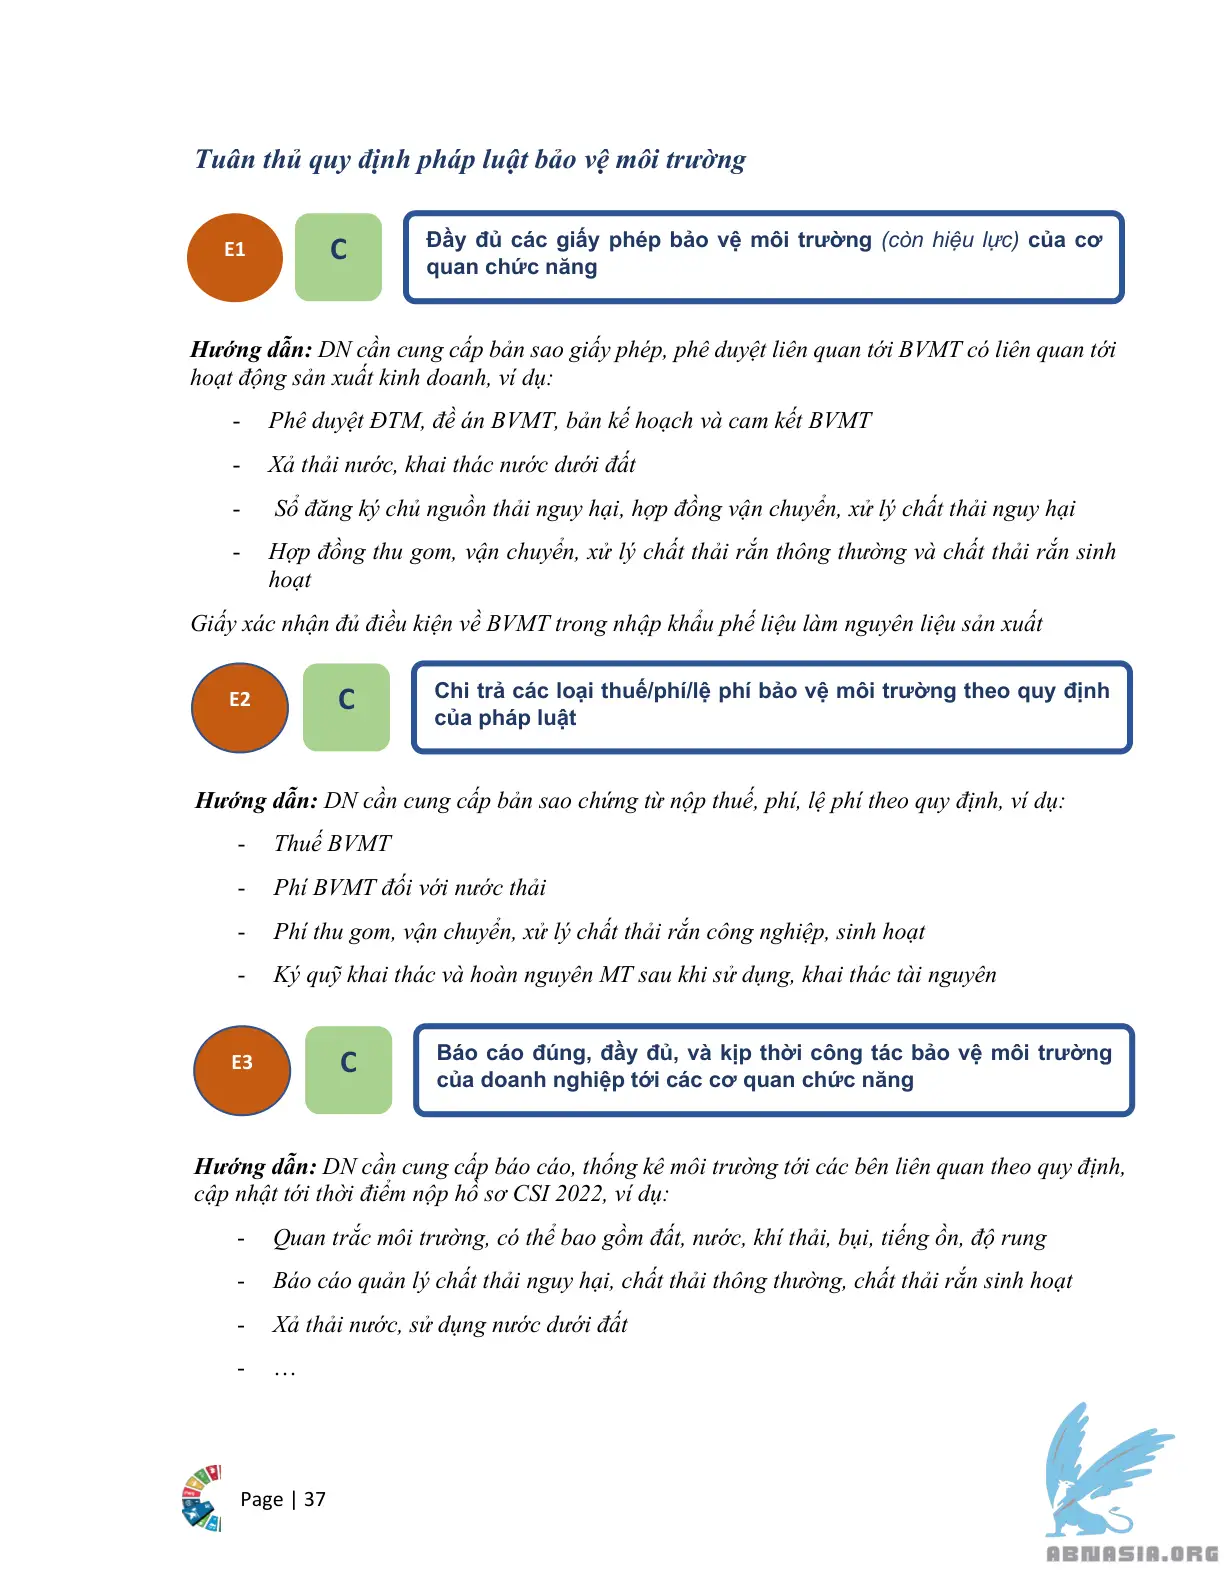 Tuân thủ quy định pháp luật bảo vệ môi trường
E1
C
Đầy đủ các giấy phép bảo vệ môi trường (còn hiệu lực) của cơ
quan chức năng
Hướng dẫn: DN cần cung cấp bản sao giấy phép, phê duyệt liên quan tới BVMT có liên quan tới
hoạt động sản xuất kinh doanh, ví dụ:
- Phê duyệt ĐTM, đề án BVMT, bản kế hoạch và cam kết BVMT
- Xả thải nước, khai thác nước dưới đất
- Sổ đăng ký chủ nguồn thải nguy hại, hợp đồng vận chuyển, xử lý chất thải nguy hại
- Hợp đồng thu gom, vận chuyển, xử lý chất thải rắn thông thường và chất thải rắn sinh
hoạt
Giấy xác nhận đủ điều kiện về BVMT trong nhập khẩu phế liệu làm nguyên liệu sản xuất
E2
C
Chi trả các loại thuế/phí/lệ phí bảo vệ môi trường theo quy định
của pháp luật
Hướng dẫn: DN cần cung cấp bản sao chứng từ nộp thuế, phí, lệ phí theo quy định, ví dụ:
- Thuế BVMT
- Phí BVMT đối với nước thải
- Phí thu gom, vận chuyển, xử lý chất thải rắn công nghiệp, sinh hoạt
- Ký quỹ khai thác và hoàn nguyên MT sau khi sử dụng, khai thác tài nguyên
E3
C
Báo cáo đúng, đầy đủ, và kịp thời công tác bảo vệ môi trường
của doanh nghiệp tới các cơ quan chức năng
Hướng dẫn: DN cần cung cấp báo cáo, thống kê môi trường tới các bên liên quan theo quy định,
cập nhật tới thời điểm nộp hồ sơ CSI 2022, ví dụ:
- Quan trắc môi trường, có thể bao gồm đất, nước, khí thải, bụi, tiếng ồn, độ rung
- Báo cáo quản lý chất thải nguy hại, chất thải thông thường, chất thải rắn sinh hoạt
- Xả thải nước, sử dụng nước dưới đất
- …
Page | 37
ABNASIA.ORG